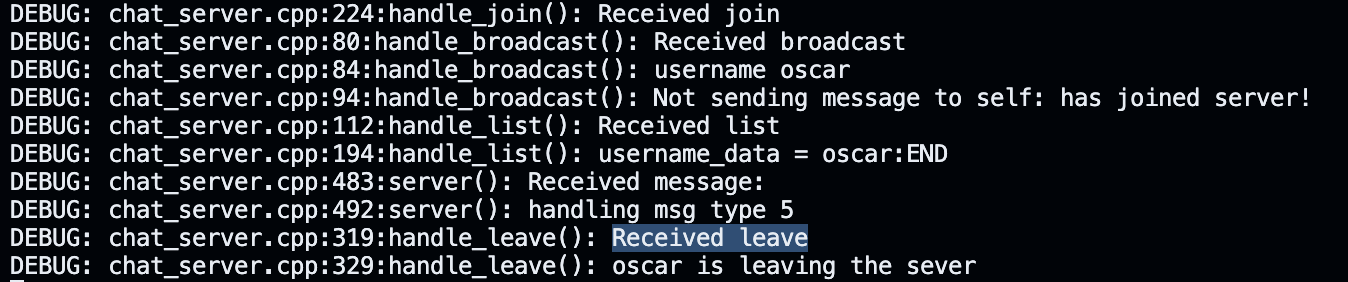 DEBUG: chat_server.cpp:224:handle_join(): Received join
DEBUG: chat_server.cpp:80:handle_broadcast(): Received broadcast
DEBUG: chat_server.cpp:84:handle_broadcast(): username oscar
DEBUG: chat_server.cpp:94:handle_broadcast(): Not sending message to self: has joined server!
DEBUG: chat_server.cpp:112:handle_list(): Received list
DEBUG: chat_server.cpp:194:handle_list(): username_data = oscar:END
DEBUG: chat_server.cpp:483:server(): Received message:
DEBUG: chat_server.cpp:492:server(): handling msg type 5
DEBUG: chat_server.cpp:319:handle_leave(): Received leave
DEBUG: chat_server.cpp:329:handle_leave(): oscar is leaving the sever